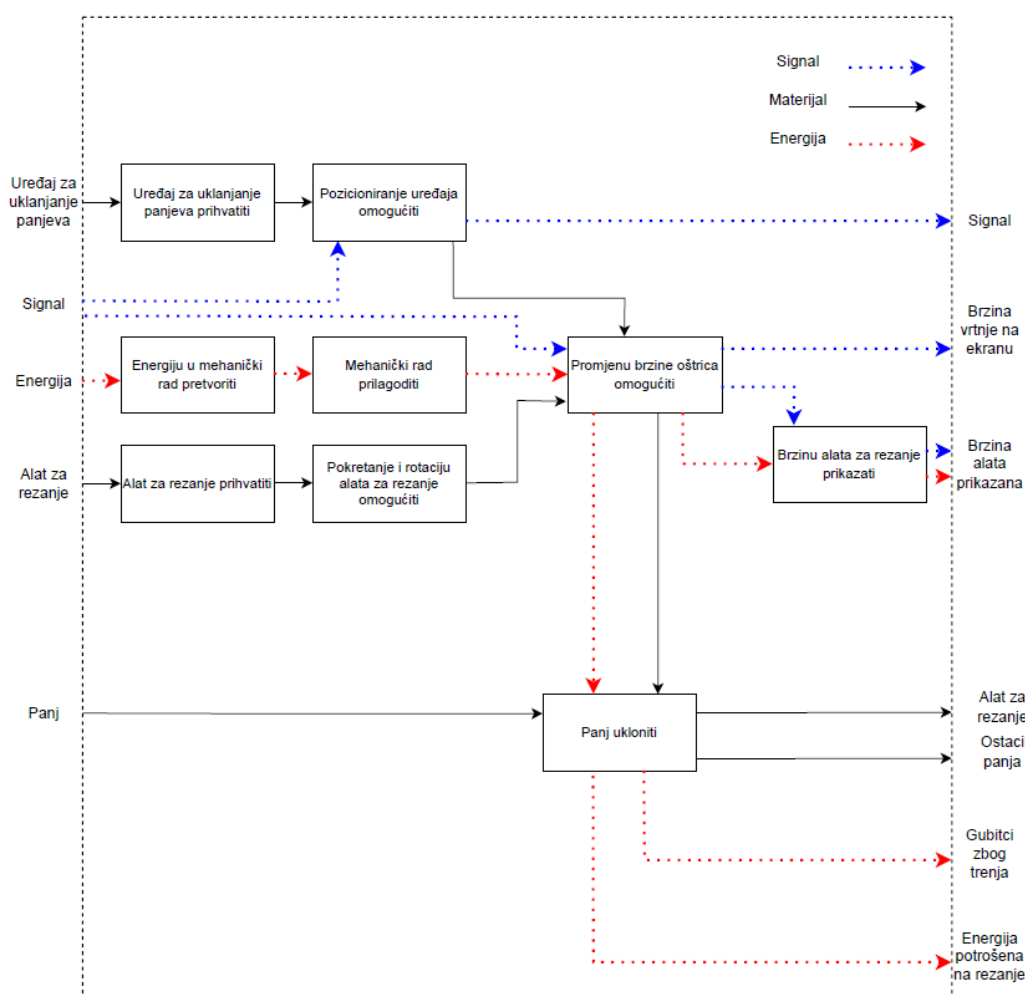 Signal
Materijal
Energija
Uređaj za
uklanjanje
panjeva
Uređaj za uklanjanje
panjeva prihvatiti
Pozicioniranje uređaja
omogućiti
Signal
Signal
Brzina
vrtnje na
ekranu
Energija
Energiju u mehanički
rad pretvoriti
Mehanički rad
prilagoditi
Promjenu brzine oštrica
omogućiti
Alat za
rezanje
Alat za rezanje prihvatiti
Pokretanje i rotaciju
alata za rezanje
omogućiti
Brzinu alata za rezanje
prikazati
Brzina
alata
prikazana
Panj
Panj ukloniti
Alat za
rezanje
Ostaci
panja
Gubitci
zbog
trenja
Energija
potrošena
na rezanje